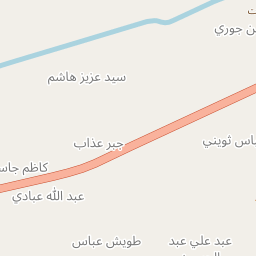 ن جوري
سيد عزيز هاشم
اس ثويني
جبر عذاب
كاظم جاس
عبد الله عبادي
عبد علي عبد
طويش عباس